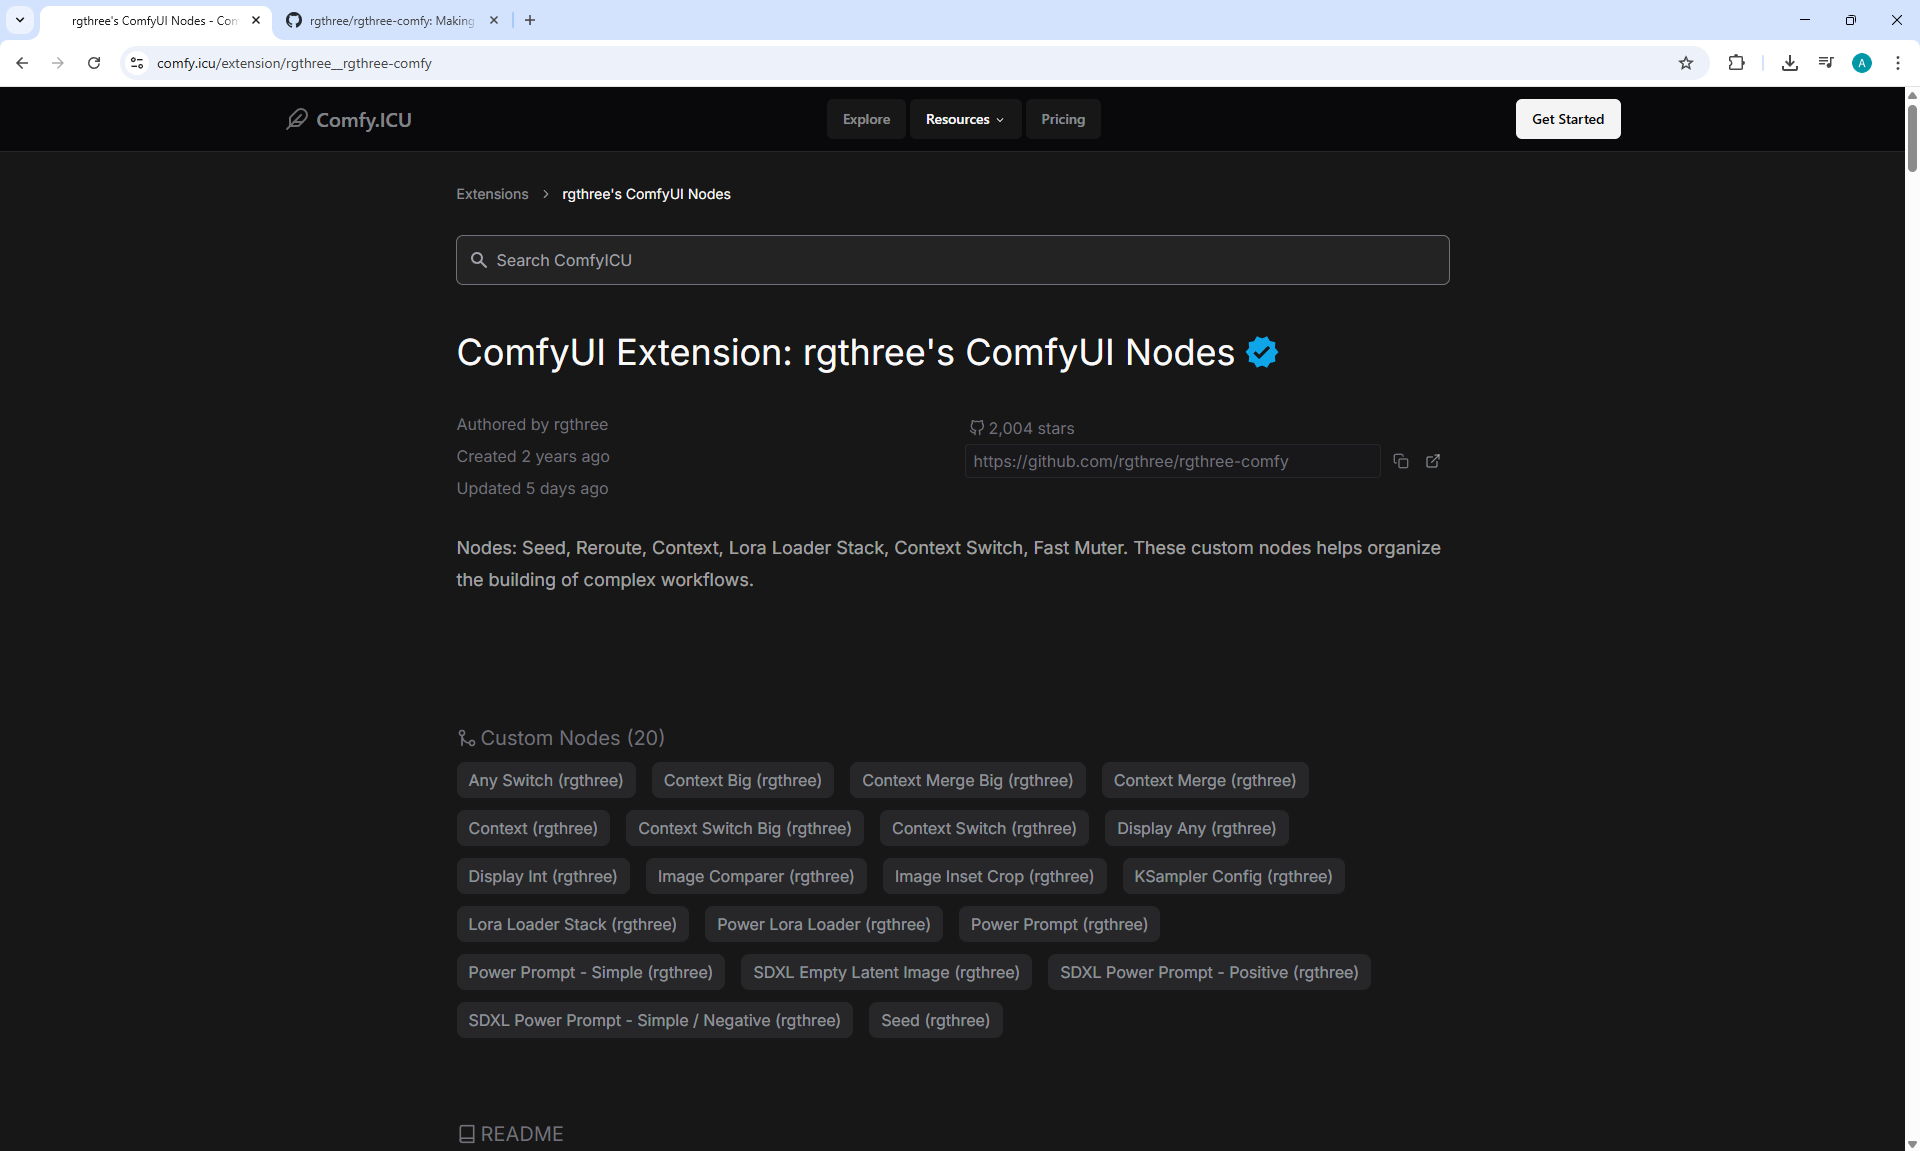 rgthree's ComfyUI Nodes - Con
rgthree/rgthree-comfy: Making
comfy.icu/extension/rgthree__rgthree-comfy
A
Comfy.ICU
Explore
Resources
Pricing
Get Started
Extensions
rgthree's ComfyUI Nodes
Search ComfyICU
ComfyUI Extension: rgthree's ComfyUI Nodes
Authored by rgthree
Created 2 years ago
Updated 5 days ago
2,004 stars
https://github.com/rgthree/rgthree-comfy
Nodes: Seed, Reroute, Context, Lora Loader Stack, Context Switch, Fast Muter. These custom nodes helps organize
the building of complex workflows.
Custom Nodes (20)
Any Switch (rgthree)
Context Big (rgthree)
Context Merge Big (rgthree)
Context Merge (rgthree)
Context (rgthree)
Context Switch Big (rgthree)
Context Switch (rgthree)
Display Any (rgthree)
Display Int (rgthree)
Image Comparer (rgthree)
Image Inset Crop (rgthree)
KSampler Config (rgthree)
Lora Loader Stack (rgthree)
Power Lora Loader (rgthree)
Power Prompt (rgthree)
Power Prompt - Simple (rgthree)
SDXL Empty Latent Image (rgthree)
SDXL Power Prompt - Positive (rgthree)
SDXL Power Prompt - Simple / Negative (rgthree)
Seed (rgthree)
README